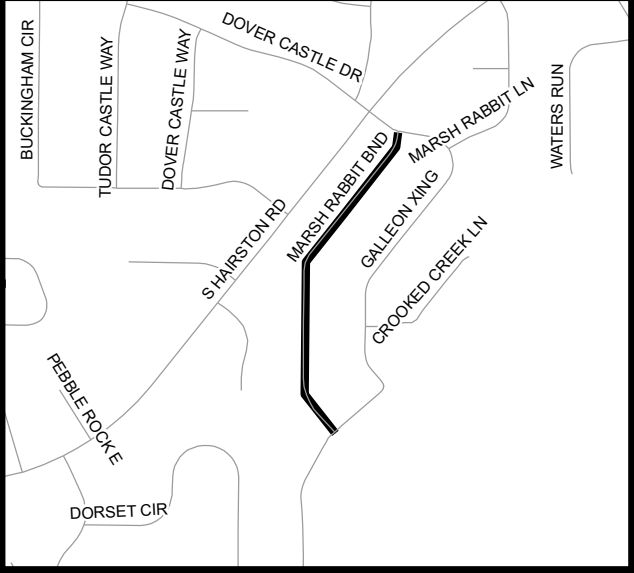 DOVER CASTLE DR
BUCKINGHAM CIR
TUDOR CASTLE WAY
DOVER CASTLE WAY
MARSH RABBIT LN
WATERS RUN
MARSH RABBIT BND
GALLEON XING
S HAIRSTON RD
CROOKED CREEK LN
PEBBLE ROCK E
DORSET CIR